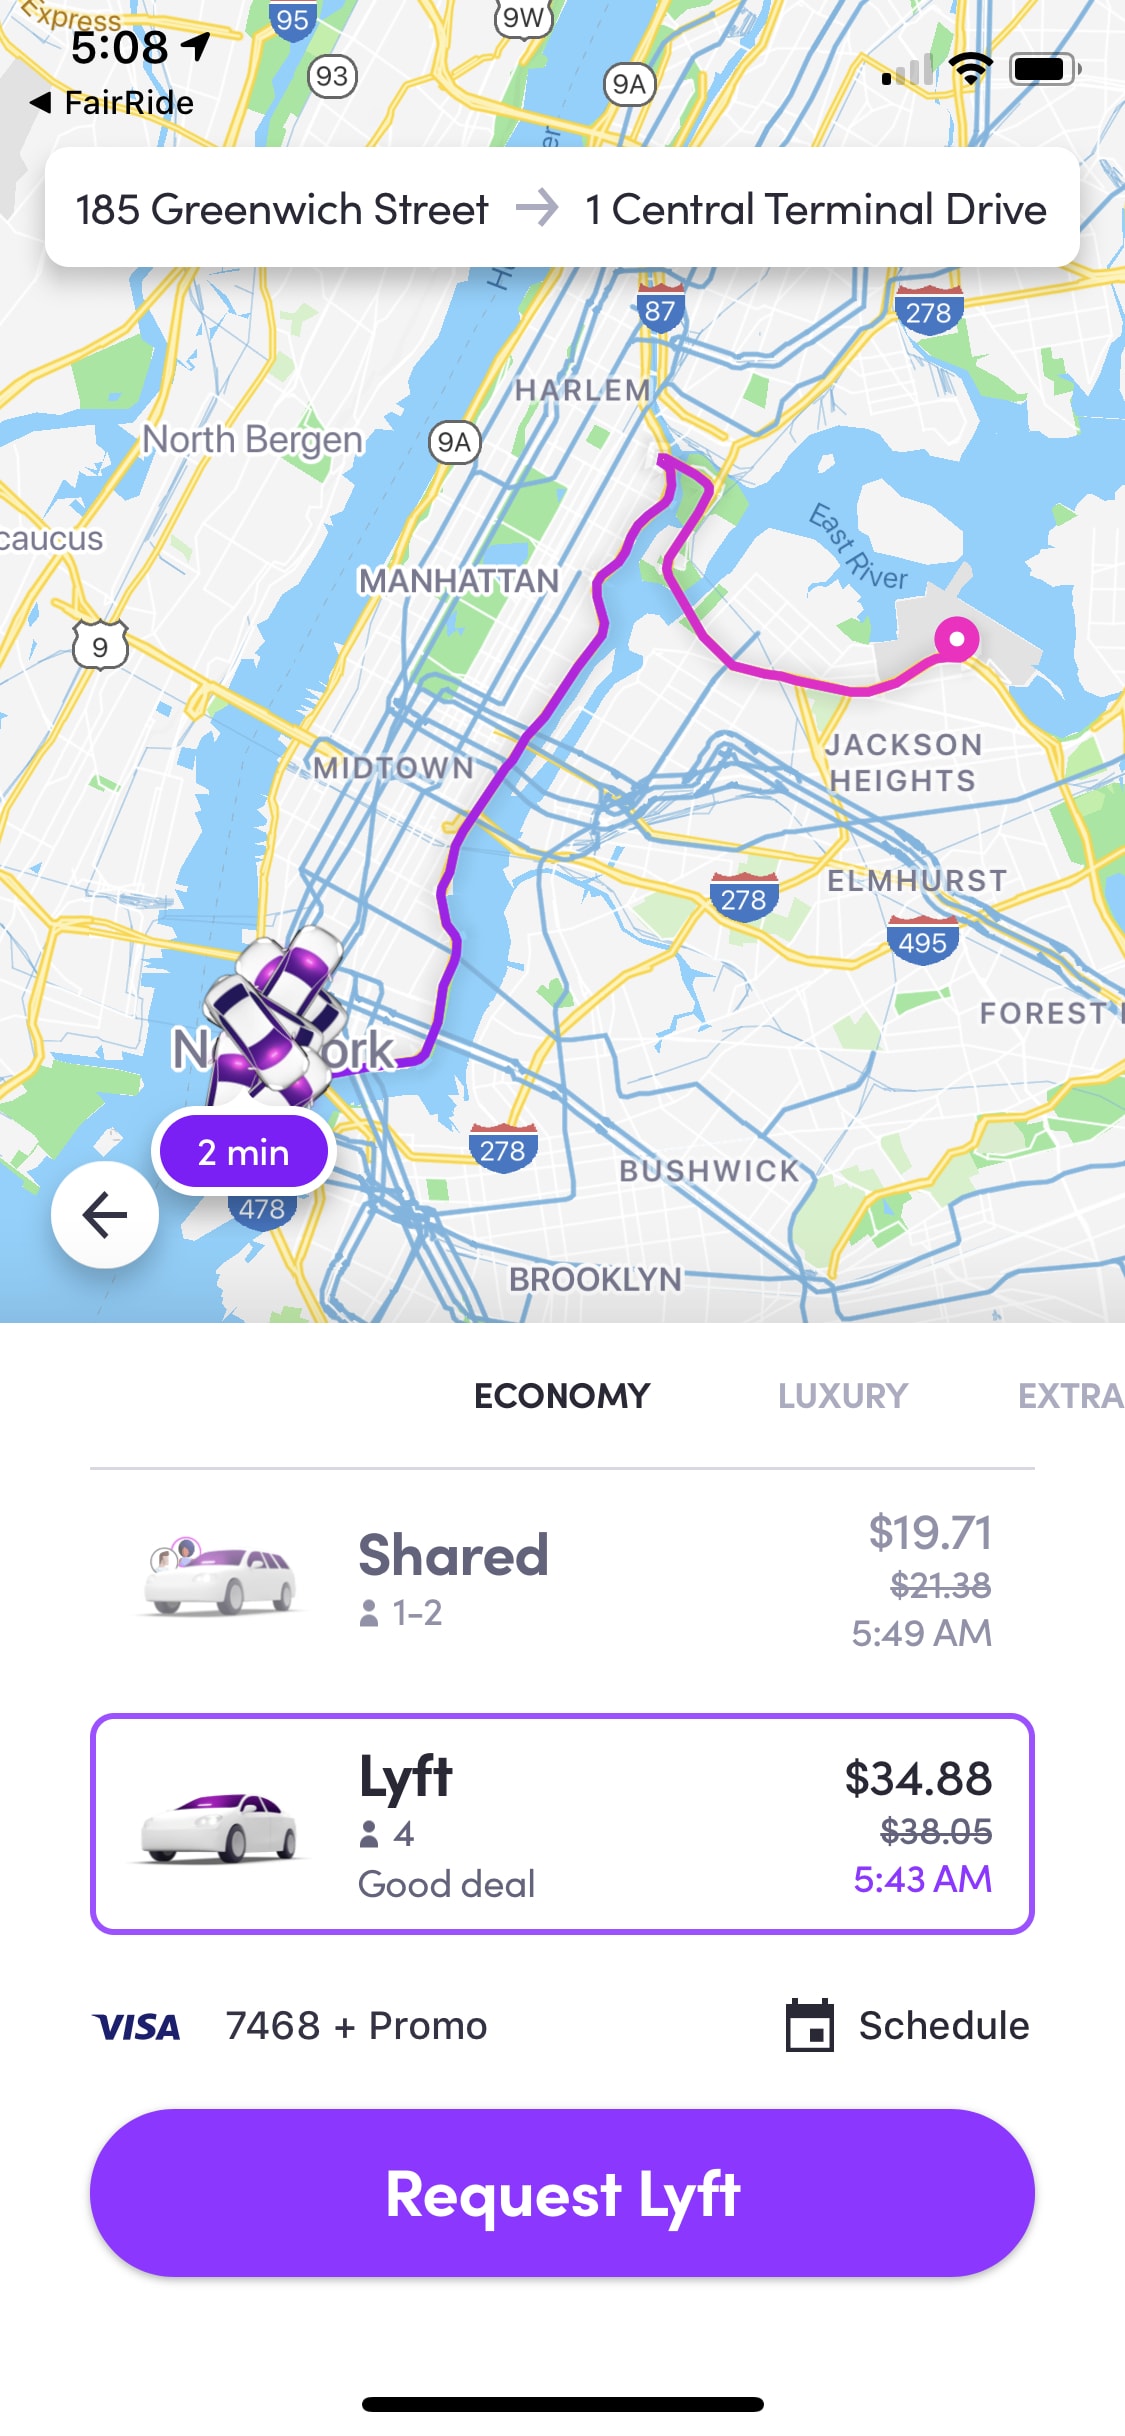 Express
95
9W
5:08
93
9A
FairRide
185 Greenwich Street → 1 Central Terminal Drive
87
278
HARLEM
North Bergen
9A
East River
caucus
MANHATTAN
9
JACKSON
HEIGHTS
MIDTOWN
278
ELMHURST
495
FOREST
2 min
278
BUSHWICK
478
BROOKLYN
ECONOMY LUXURY EXTRA
Shared
1-2
$19.71
$21.38
5:49 AM
Lyft
4
Good deal
$34.88
$38.05
5:43 AM
VISA 7468 + Promo
Schedule
Request Lyft